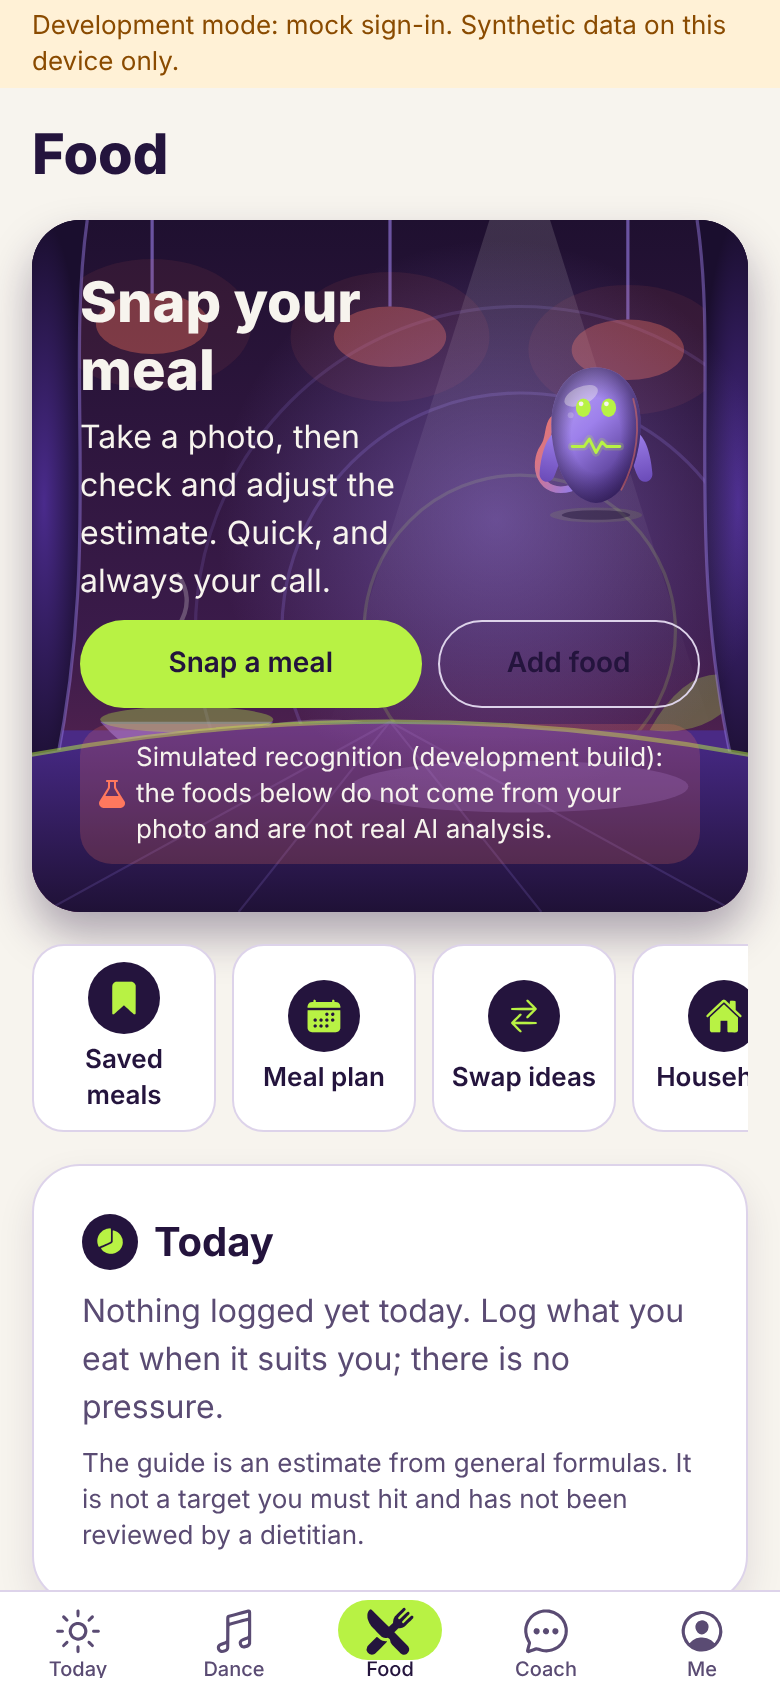 Development mode: mock sign-in. Synthetic data on this
device only.
Food
Snap your
meal
Take a photo, then
check and adjust the
estimate. Quick, and
always your call.
Snap a meal
Add food
Simulated recognition (development build):
the foods below do not come from your
photo and are not real AI analysis.
Saved
meals
Meal plan
Swap ideas
Househ
Today
Nothing logged yet today. Log what you
eat when it suits you; there is no
pressure.
The guide is an estimate from general formulas. It
is not a target you must hit and has not been
reviewed by a dietitian.
Today
Dance
Food
Coach
Me